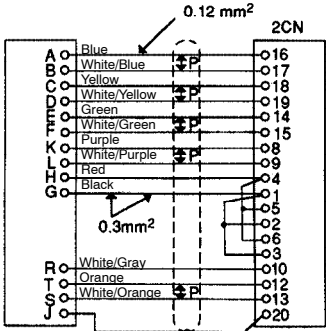 0.12 mm²
2CN
A Blue 16
B White/Blue P 17
C Yellow 18
D White/Yellow P 19
E Green 14
F White/Green P 15
K Purple 8
L White/Purple P 9
H Red 4
G Black 1
5
0.3mm² 2
6
3
R White/Gray 10
T Orange 12
S White/Orange P 13
J 20